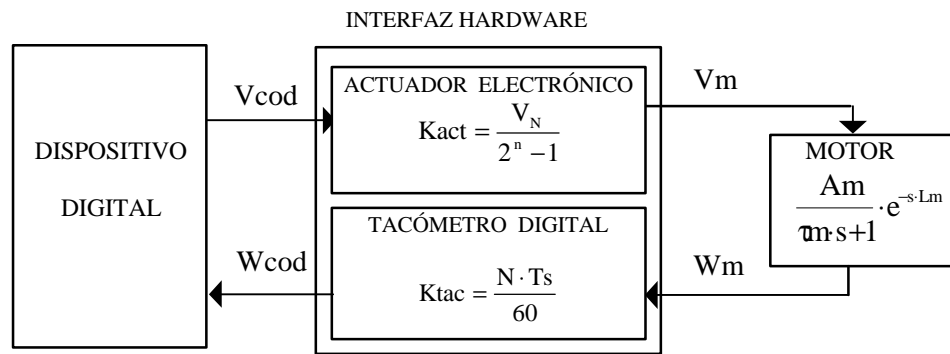 INTERFAZ HARDWARE
DISPOSITIVO
DIGITAL
Vcod
ACTUADOR ELECTRÓNICO
Kact = V_N / 2^n − 1
Vm
MOTOR
Am / τm·s+1 · e^−s·Lm
Wcod
TACÓMETRO DIGITAL
Ktac = N · Ts / 60
Wm